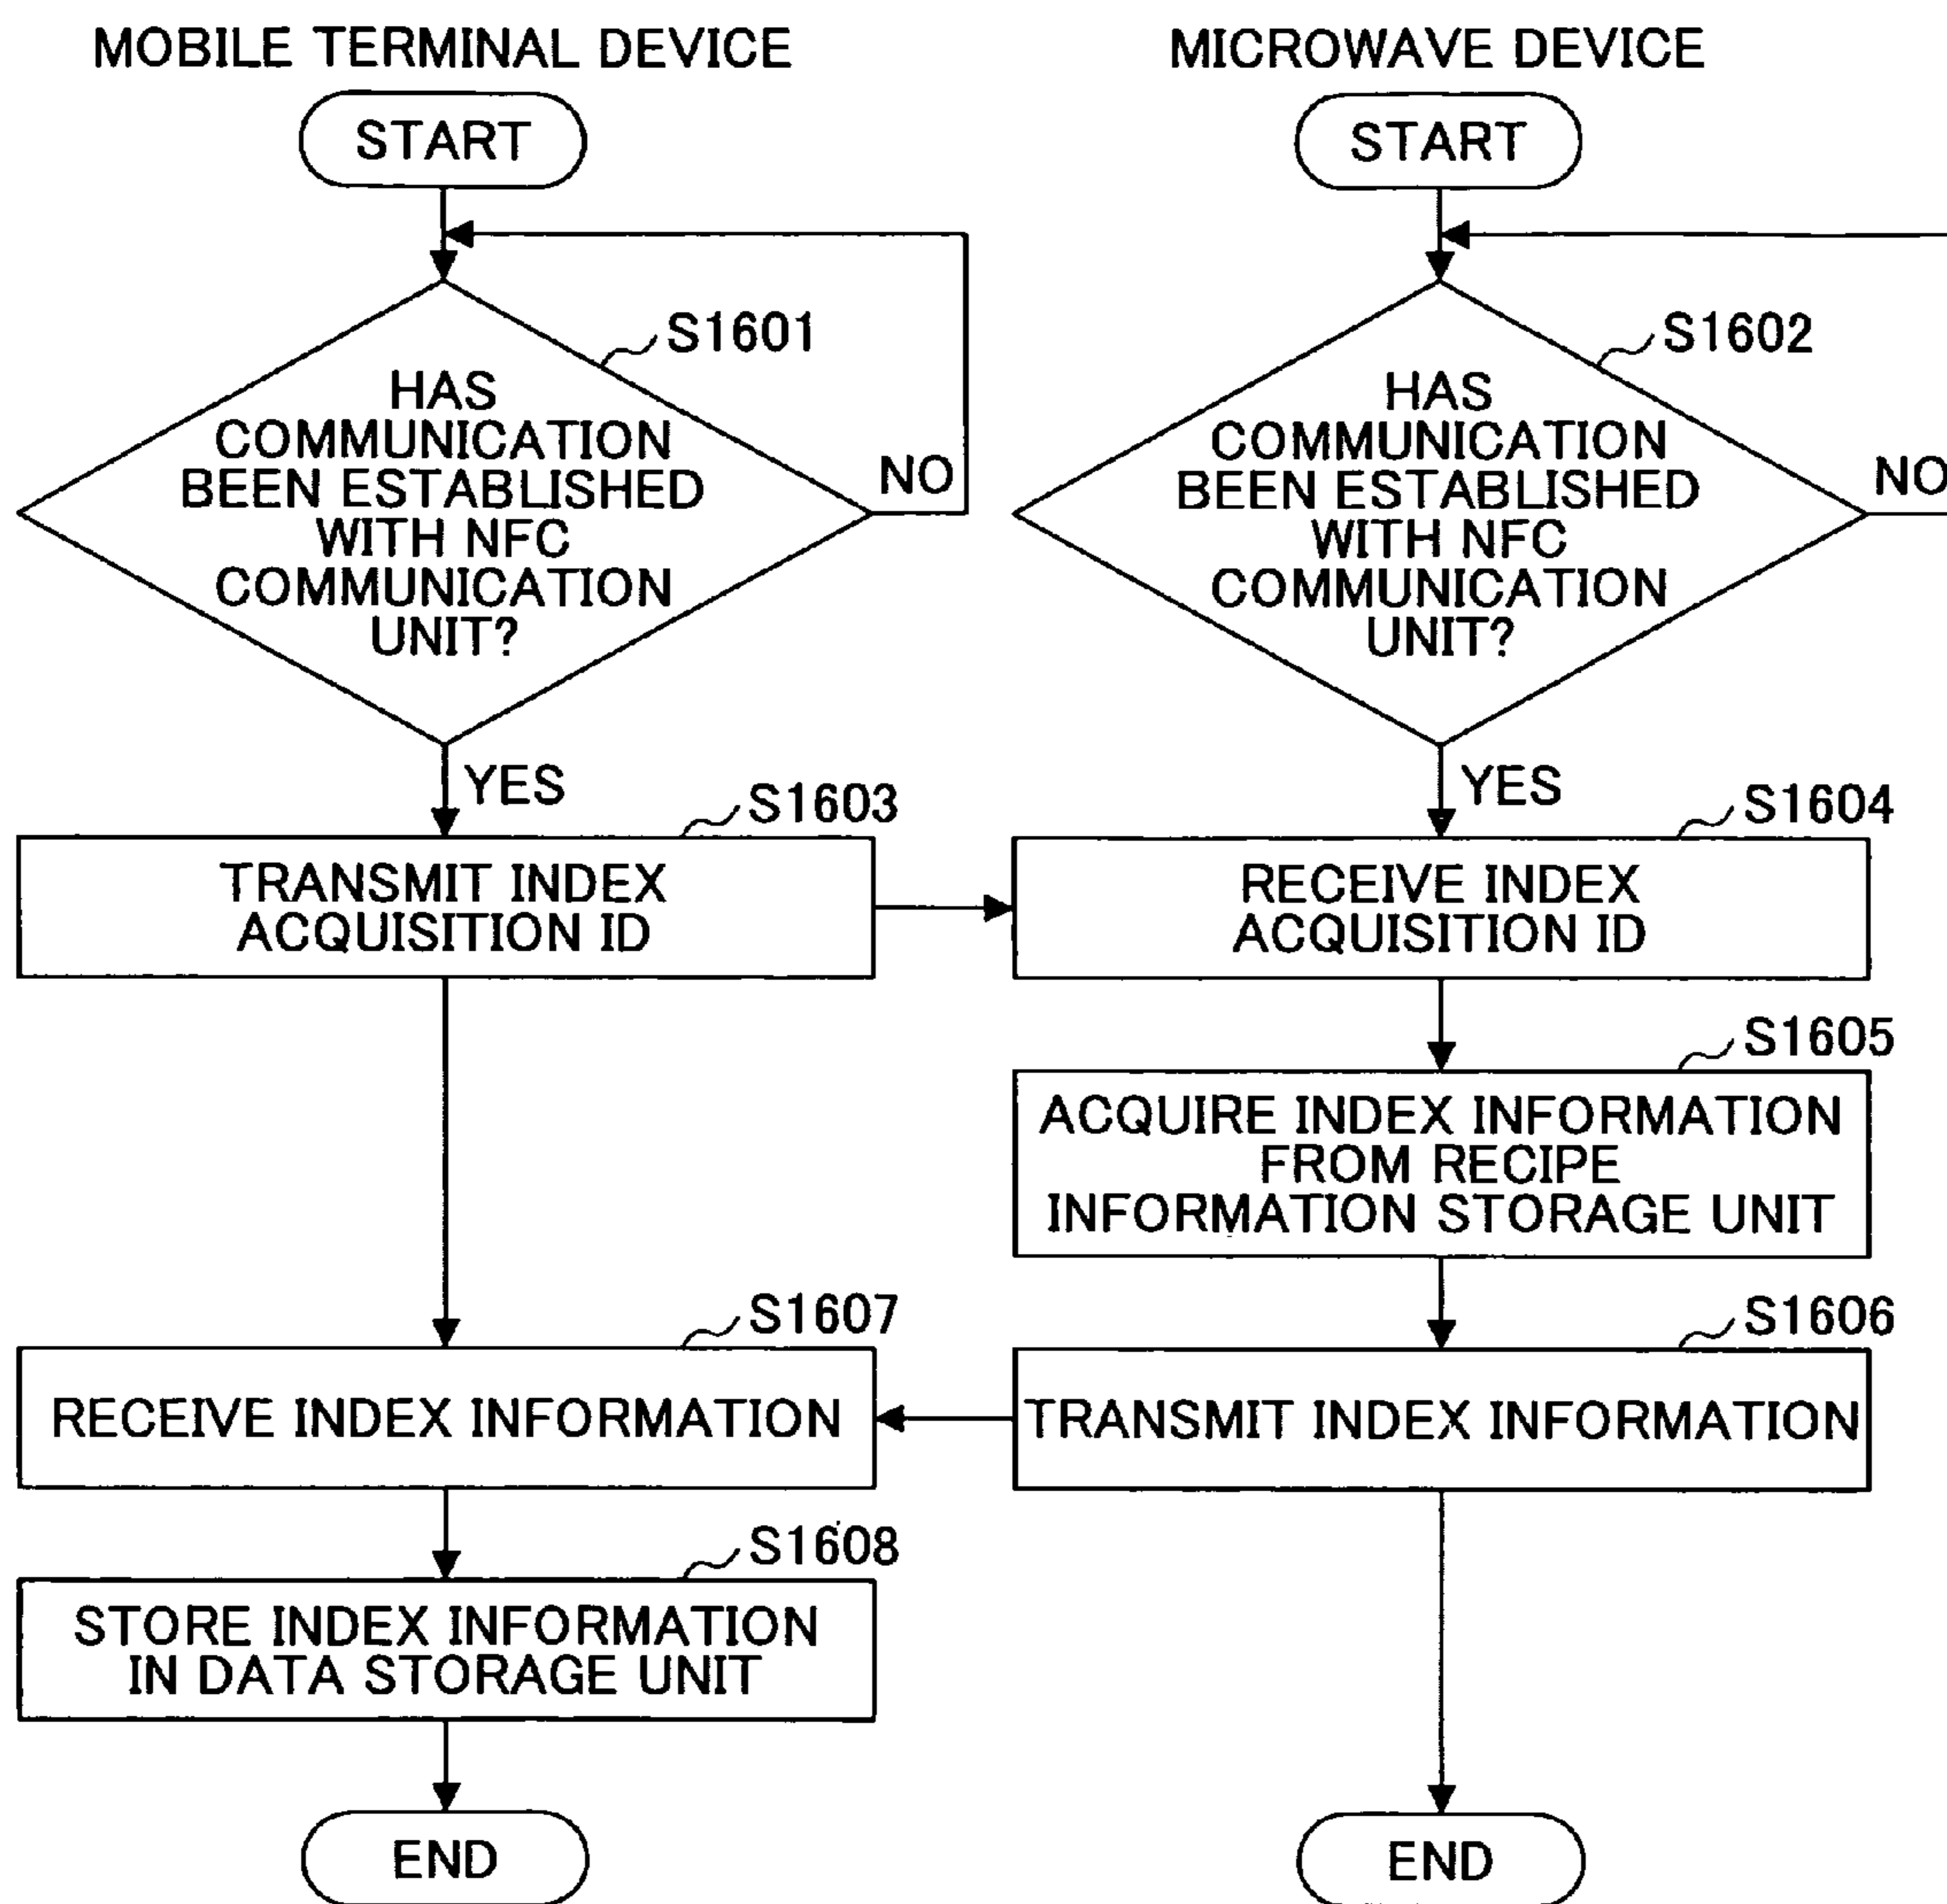 MOBILE TERMINAL DEVICE
START
S1601
HAS
COMMUNICATION
BEEN ESTABLISHED
WITH NFC
COMMUNICATION
UNIT?
NO
YES
S1603
TRANSMIT INDEX
ACQUISITION ID
S1607
RECEIVE INDEX INFORMATION
S1608
STORE INDEX INFORMATION
IN DATA STORAGE UNIT
END
MICROWAVE DEVICE
START
S1602
HAS
COMMUNICATION
BEEN ESTABLISHED
WITH NFC
COMMUNICATION
UNIT?
NO
YES
S1604
RECEIVE INDEX
ACQUISITION ID
S1605
ACQUIRE INDEX INFORMATION
FROM RECIPE
INFORMATION STORAGE UNIT
S1606
TRANSMIT INDEX INFORMATION
END